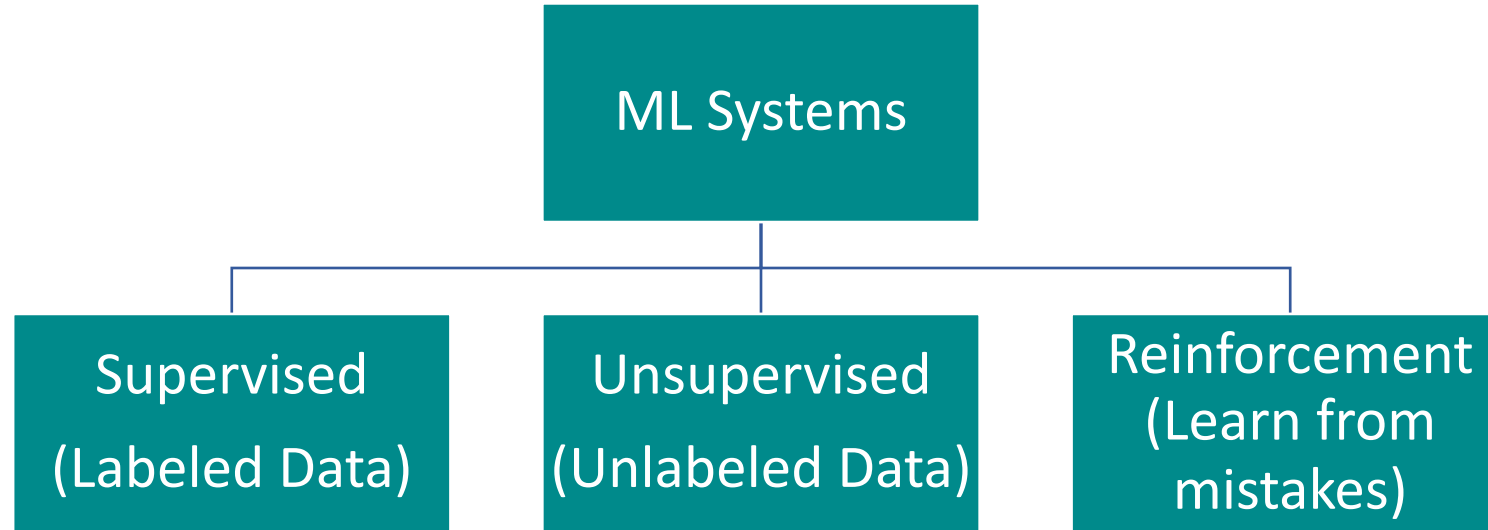 ML Systems
Supervised
(Labeled Data)
Unsupervised
(Unlabeled Data)
Reinforcement
(Learn from
mistakes)